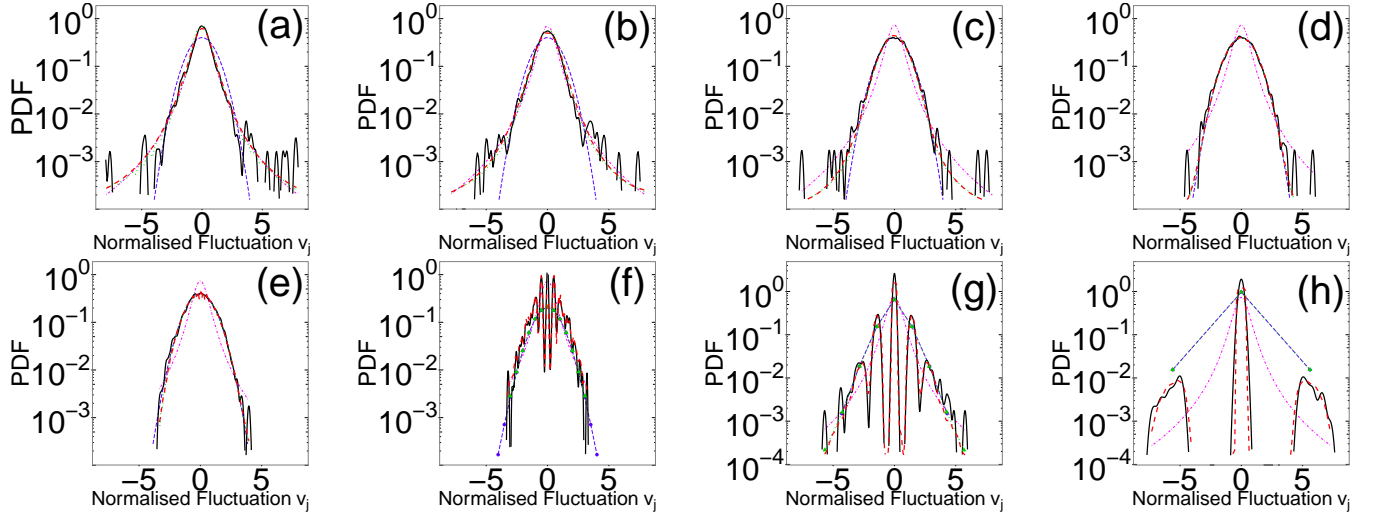 (a)
PDF
10^0
10^-1
10^-2
10^-3
−5 0 5
Normalised Fluctuation v_j
(b)
PDF
10^0
10^-1
10^-2
10^-3
−5 0 5
Normalised Fluctuation v_j
(c)
PDF
10^0
10^-1
10^-2
10^-3
−5 0 5
Normalised Fluctuation v_j
(d)
PDF
10^0
10^-1
10^-2
10^-3
−5 0 5
Normalised Fluctuation v_j
(e)
PDF
10^0
10^-1
10^-2
10^-3
−5 0 5
Normalised Fluctuation v_j
(f)
PDF
10^0
10^-1
10^-2
10^-3
−5 0 5
Normalised Fluctuation v_j
(g)
PDF
10^0
10^-1
10^-2
10^-3
10^-4
−5 0 5
Normalised Fluctuation v_j
(h)
PDF
10^0
10^-1
10^-2
10^-3
10^-4
−5 0 5
Normalised Fluctuation v_j